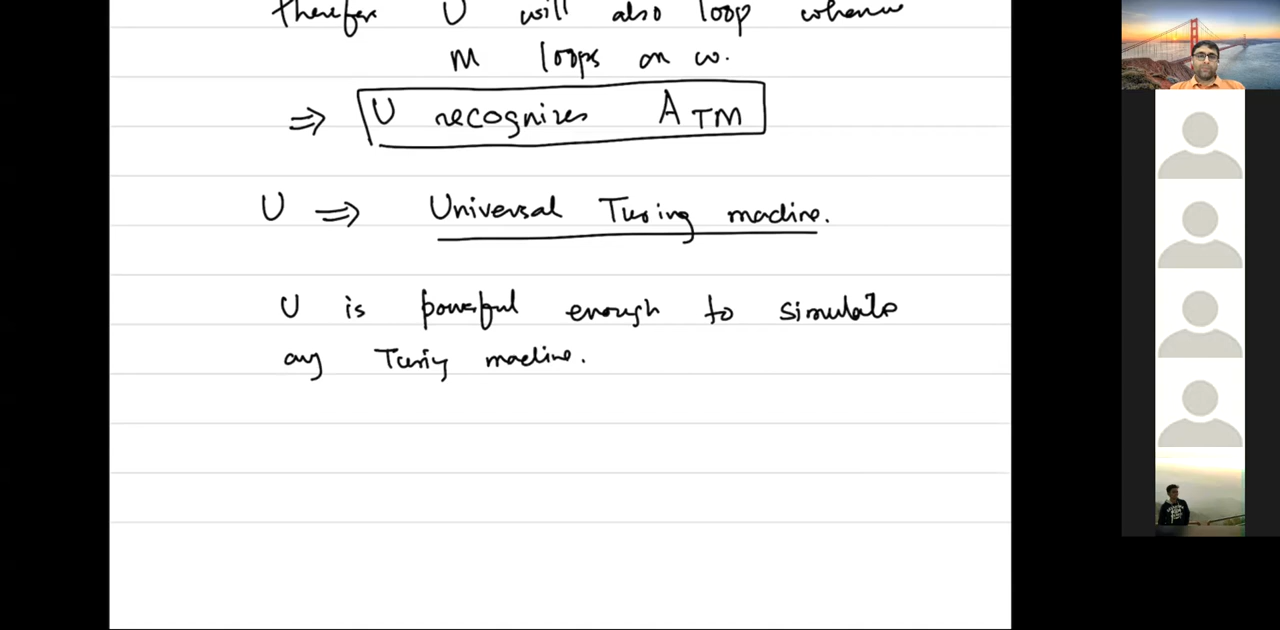 therefore U will also loop whenever
M loops on w.
⇒ U recognizes A TM
U ⇒ Universal Turing machine.
U is powerful enough to simulate
any Turing machine.